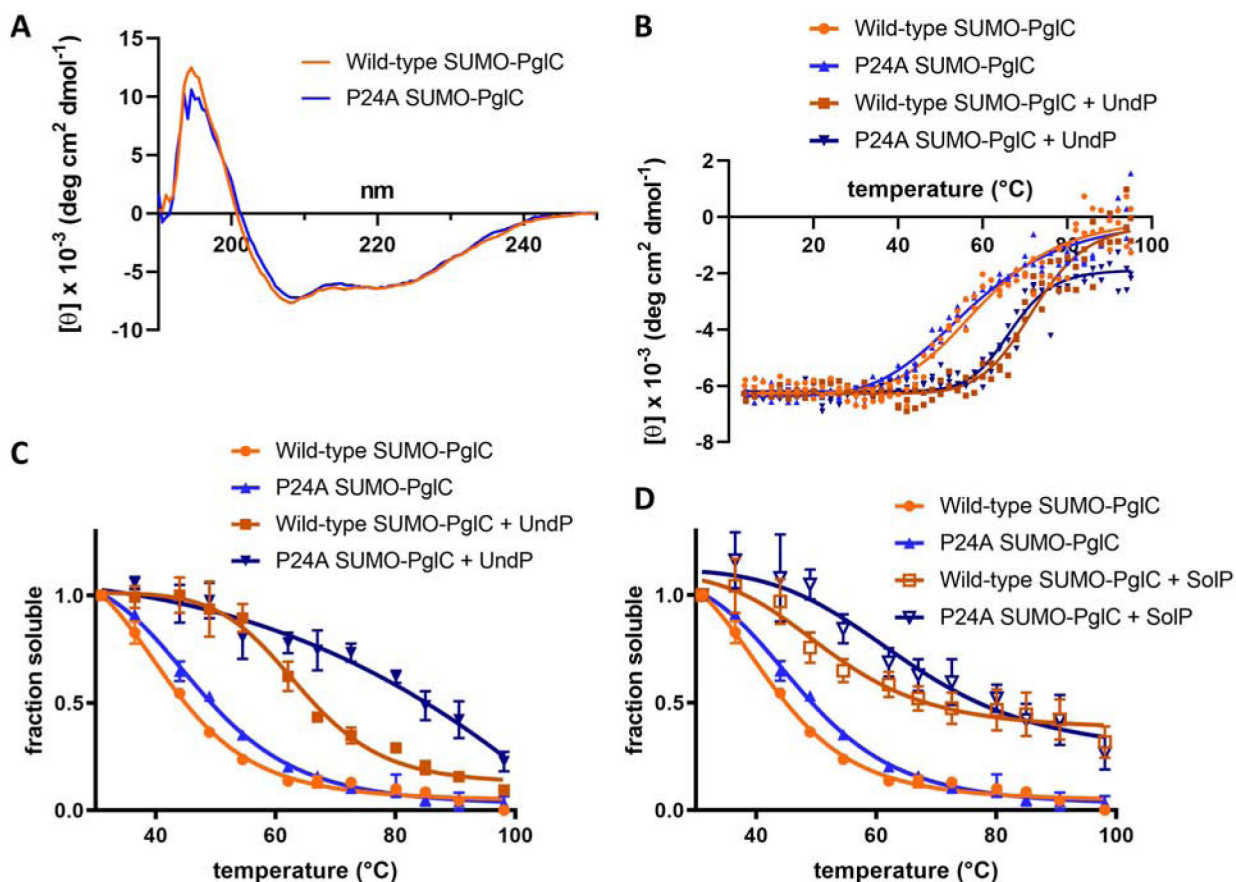 A
Wild-type SUMO-PglC
P24A SUMO-PglC
[θ] x 10-3 (deg cm2 dmol-1)
15
10
5
0
-5
-10
nm
200
220
240
B
Wild-type SUMO-PglC
P24A SUMO-PglC
Wild-type SUMO-PglC + UndP
P24A SUMO-PglC + UndP
[θ] x 10-3 (deg cm2 dmol-1)
2
0
-2
-4
-6
-8
temperature (°C)
20
40
60
80
100
C
Wild-type SUMO-PglC
P24A SUMO-PglC
Wild-type SUMO-PglC + UndP
P24A SUMO-PglC + UndP
fraction soluble
1.0
0.5
0.0
40
60
80
100
temperature (°C)
D
Wild-type SUMO-PglC
P24A SUMO-PglC
Wild-type SUMO-PglC + SolP
P24A SUMO-PglC + SolP
fraction soluble
1.0
0.5
0.0
40
60
80
100
temperature (°C)